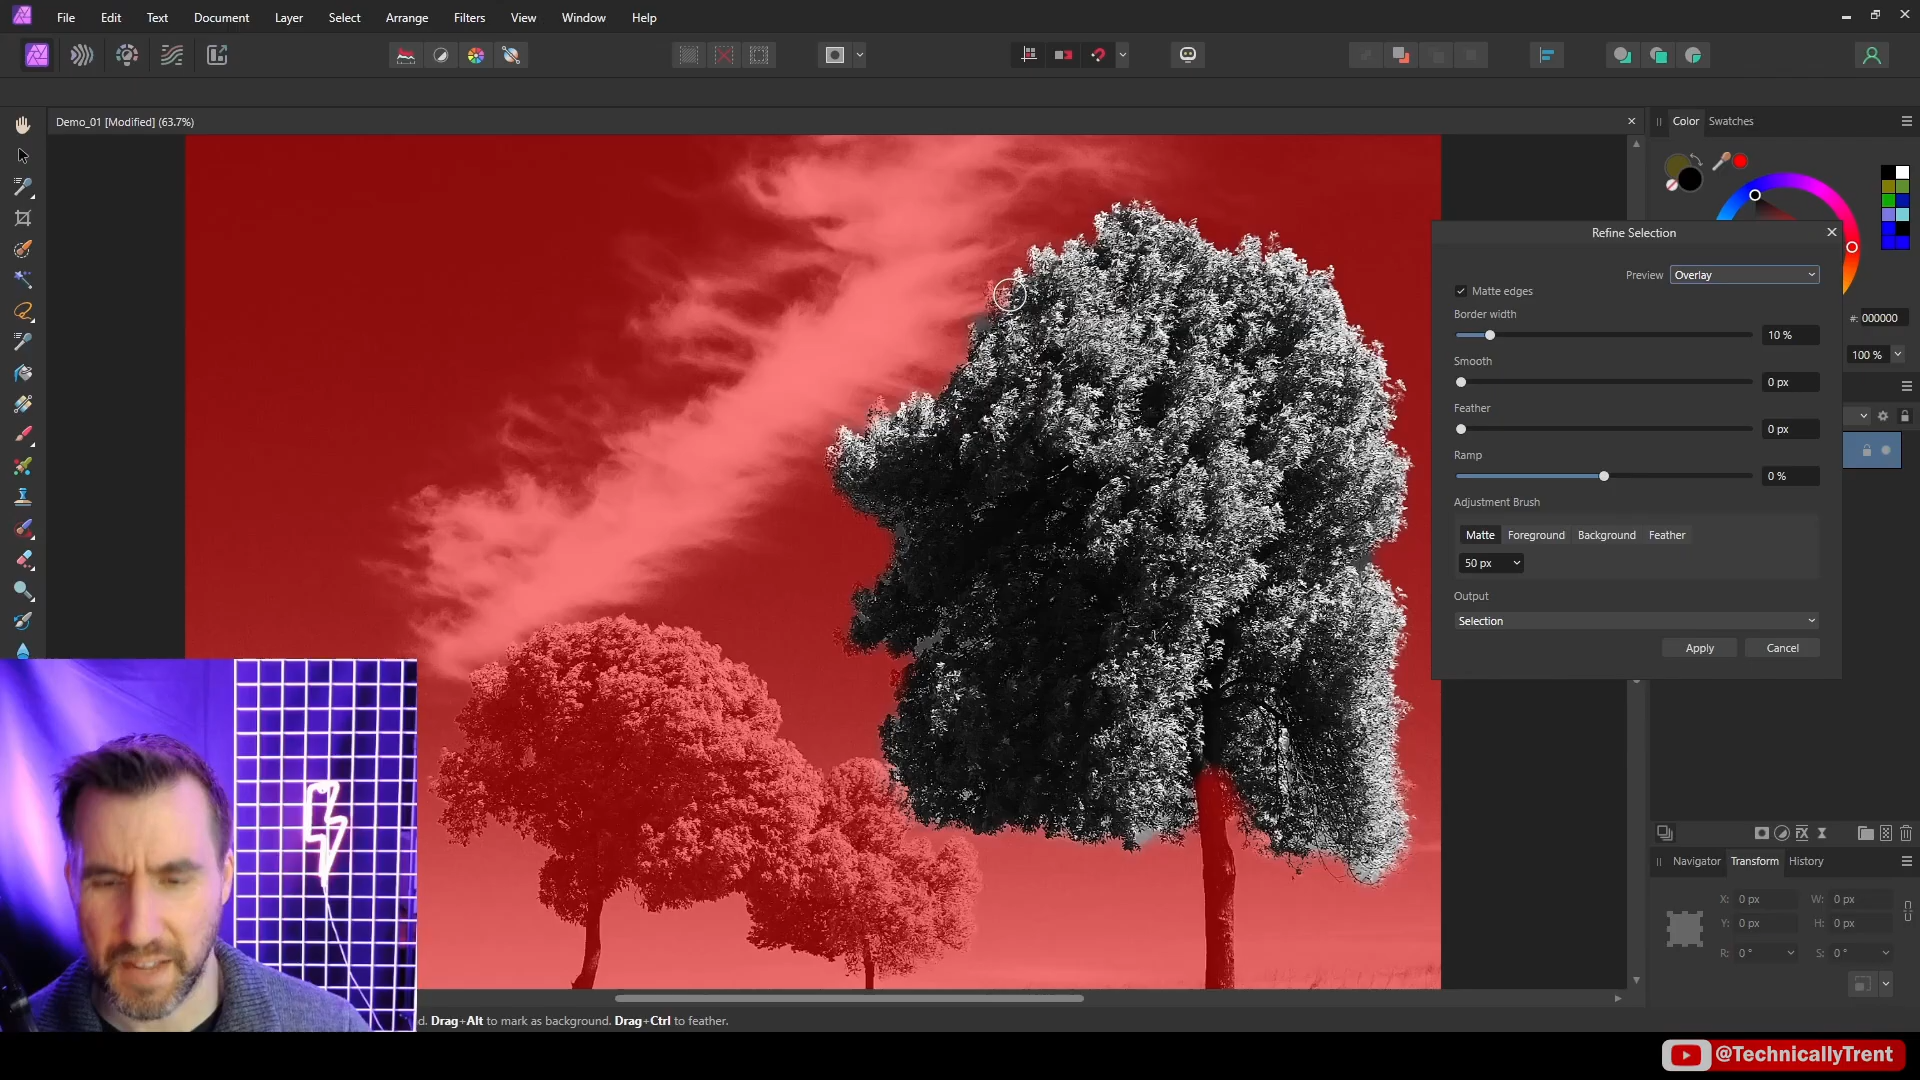 File Edit Text Document Layer Select Arrange Filters View Window Help
Demo_01 [Modified] (63.7%)
Color Swatches
Refine Selection
Preview Overlay
Matte edges
Border width
10 %
#: 000000
Smooth
100 %
0 px
Feather
0 px
Ramp
0 %
Adjustment Brush
Matte Foreground Background Feather
50 px
Output
Selection
Apply Cancel
Navigator Transform History
X: 0 px W: 0 px
Y: 0 px H: 0 px
R: 0 ° S: 0 °
d. Drag+Alt to mark as background. Drag+Ctrl to feather.
@TechnicallyTrent